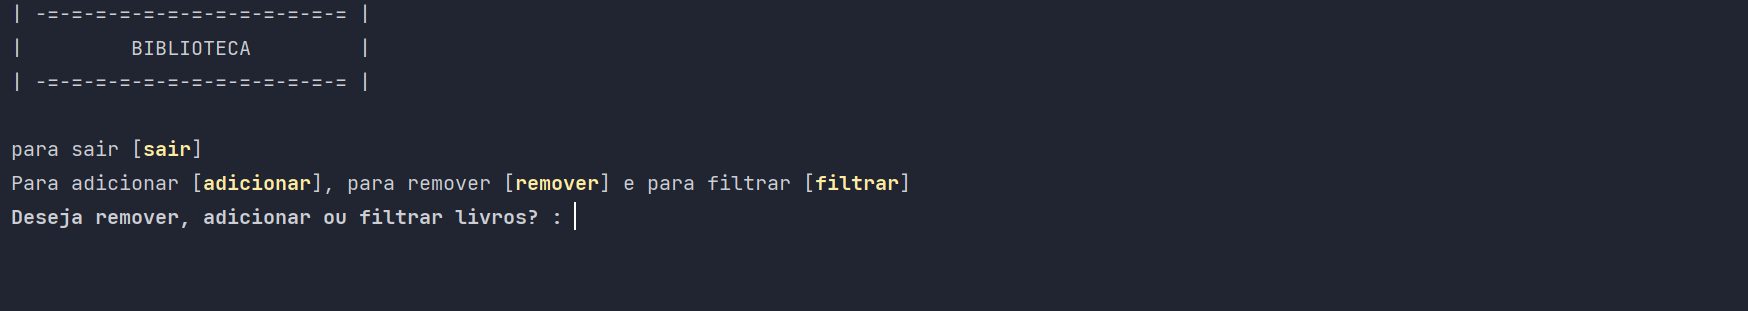 | -=-=-=-=-=-=-=-=-=-=-=-=-= |
|         BIBLIOTECA         |
| -=-=-=-=-=-=-=-=-=-=-=-=-= |
para sair [sair]
Para adicionar [adicionar], para remover [remover] e para filtrar [filtrar]
Deseja remover, adicionar ou filtrar livros? :